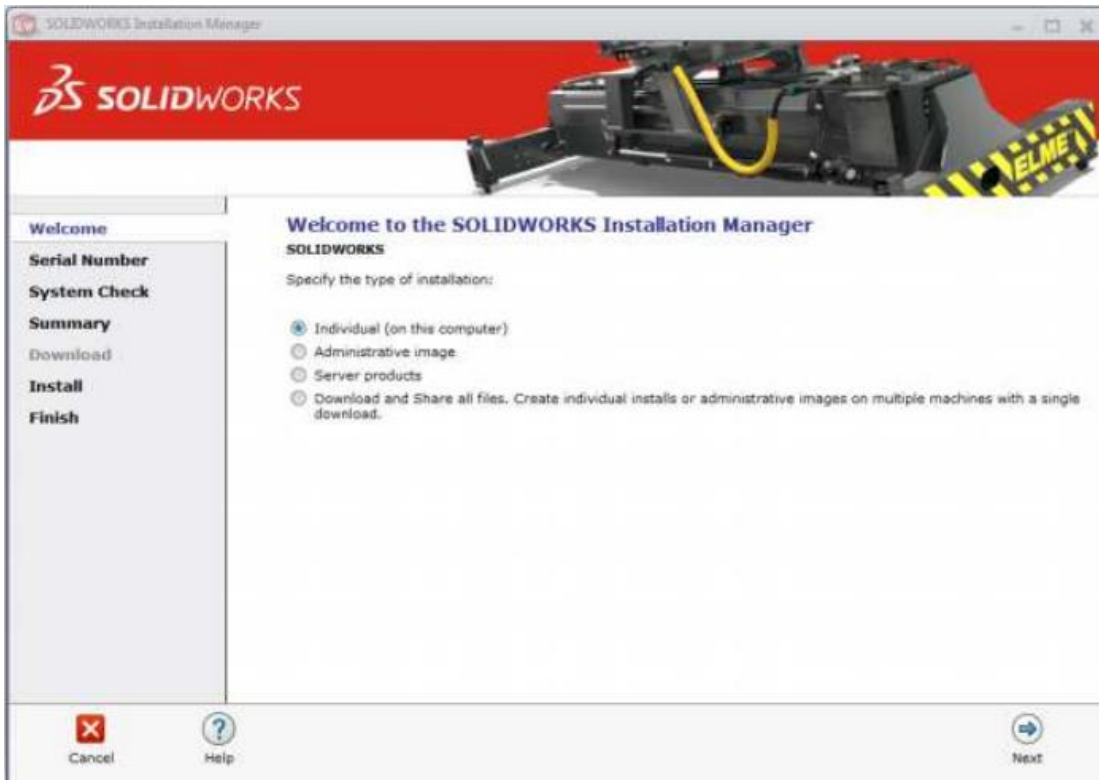 SOLIDWORKS Installation Manager
SOLIDWORKS
ELME
Welcome
Serial Number
System Check
Summary
Download
Install
Finish
Welcome to the SOLIDWORKS Installation Manager
SOLIDWORKS
Specify the type of installation:
Individual (on this computer)
Administrative image
Server products
Download and Share all files. Create individual installs or administrative images on multiple machines with a single
download.
Cancel
Help
Next